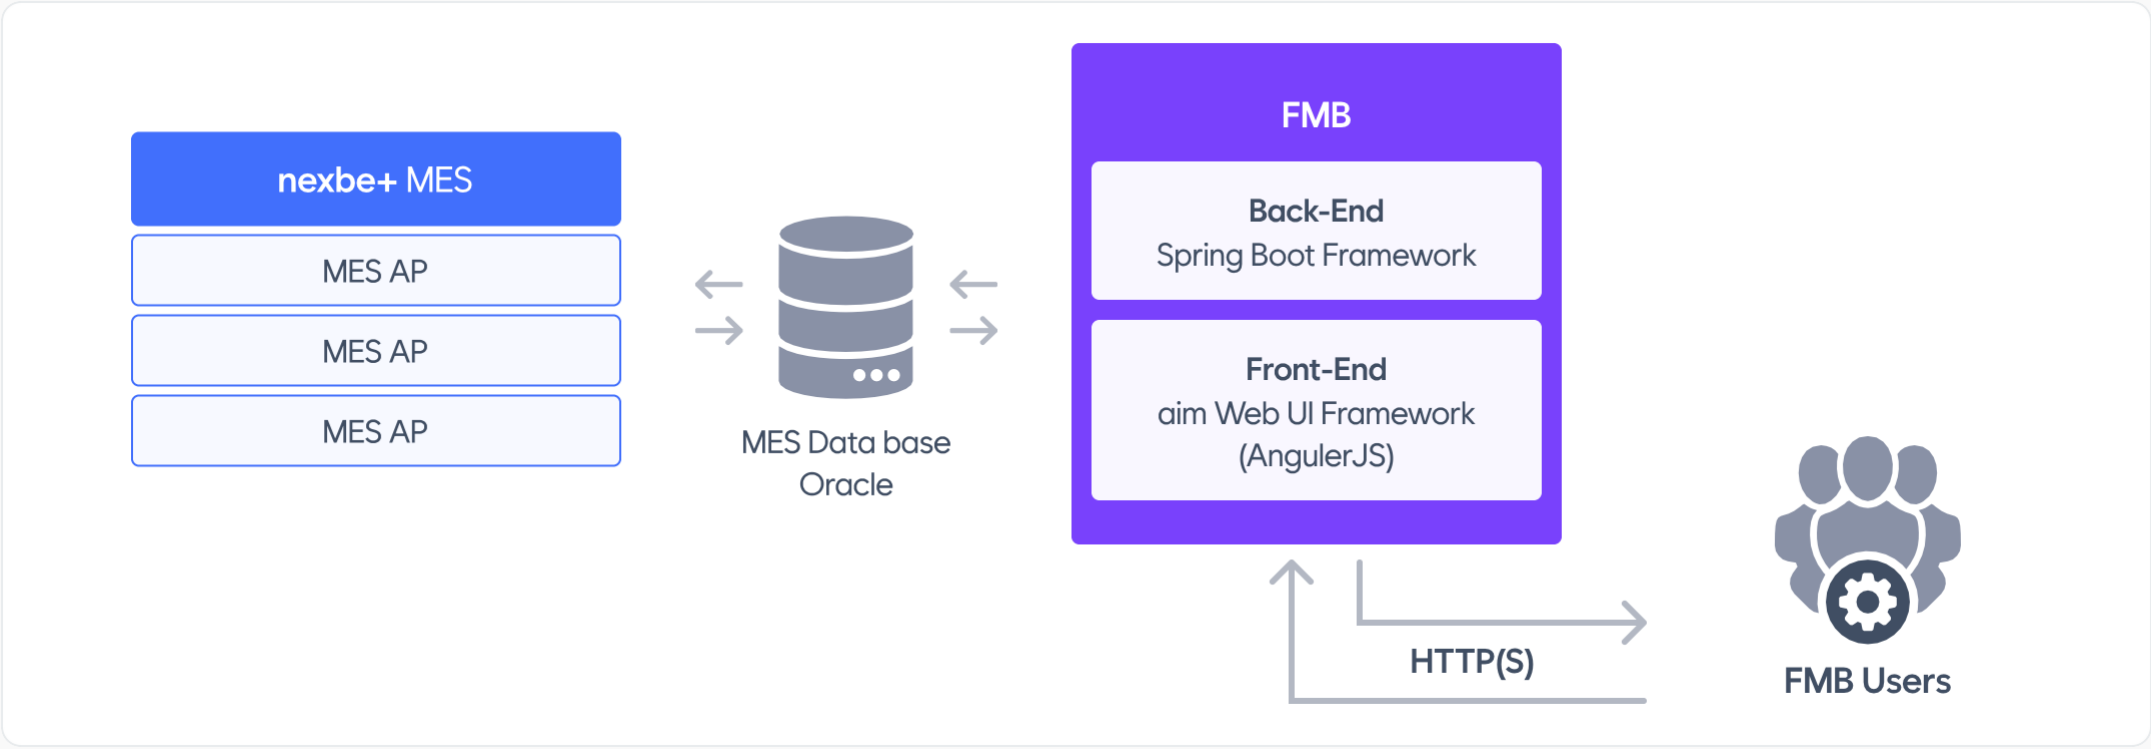 nexbe+ MES
MES AP
MES AP
MES AP
MES Data base
Oracle
FMB
Back-End
Spring Boot Framework
Front-End
aim Web UI Framework
(AngulerJS)
HTTP(S)
FMB Users